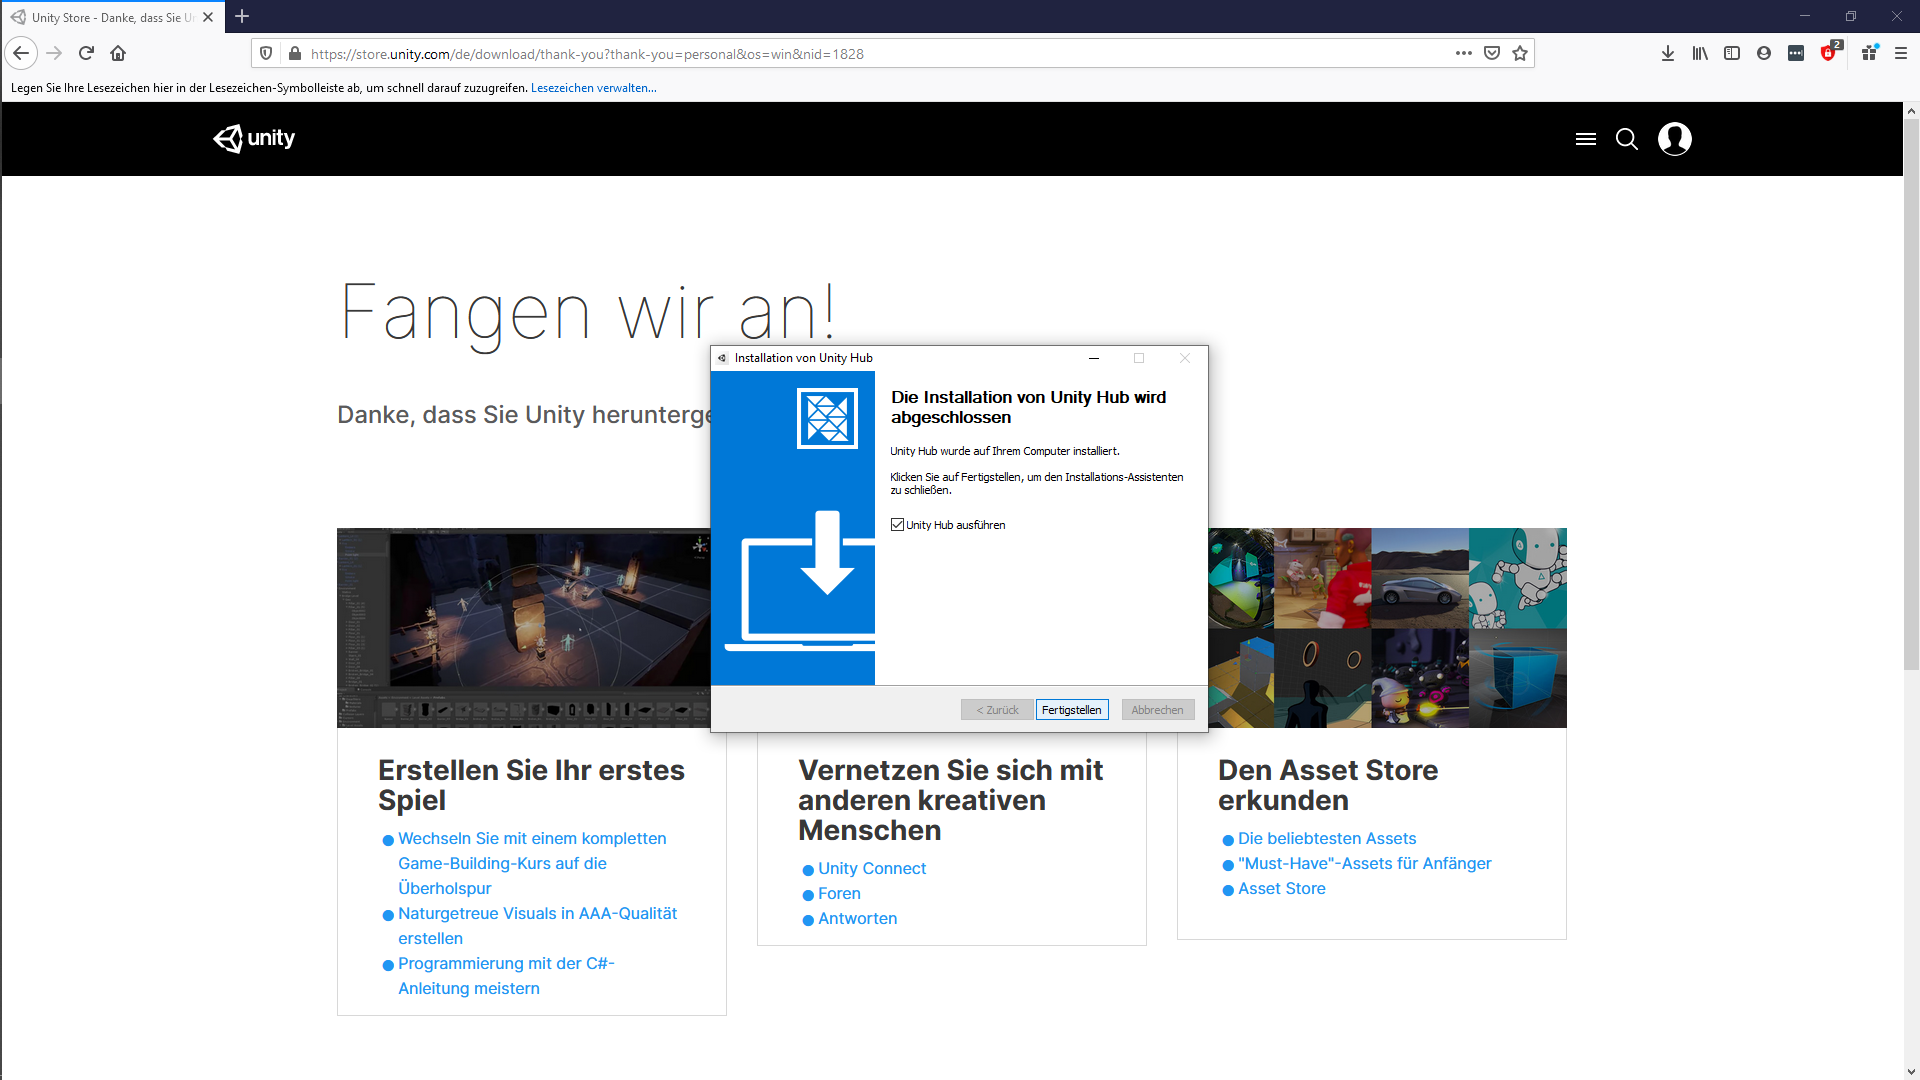 Unity Store - Danke, dass Sie Un
https://store.unity.com/de/download/thank-you?thank-you=personal&os=win&nid=1828
2
Legen Sie Ihre Lesezeichen hier in der Lesezeichen-Symbolleiste ab, um schnell darauf zuzugreifen. Lesezeichen verwalten...
unity
Fangen wir an!
Danke, dass Sie Unity herunterge
Installation von Unity Hub
Die Installation von Unity Hub wird
abgeschlossen
Unity Hub wurde auf Ihrem Computer installiert.
Klicken Sie auf Fertigstellen, um den Installations-Assistenten
zu schließen.
Unity Hub ausführen
< Zurück
Fertigstellen
Abbrechen
Erstellen Sie Ihr erstes
Spiel
Wechseln Sie mit einem kompletten
Game-Building-Kurs auf die
Überholspur
Naturgetreue Visuals in AAA-Qualität
erstellen
Programmierung mit der C#-
Anleitung meistern
Vernetzen Sie sich mit
anderen kreativen
Menschen
Unity Connect
Foren
Antworten
Den Asset Store
erkunden
Die beliebtesten Assets
"Must-Have"-Assets für Anfänger
Asset Store